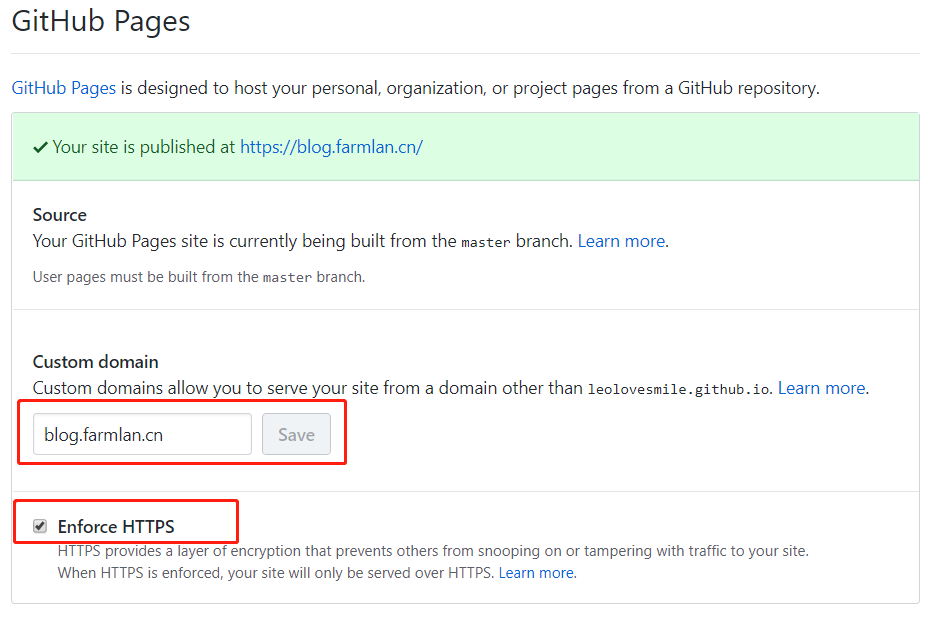 GitHub Pages
GitHub Pages is designed to host your personal, organization, or project pages from a GitHub repository.
Your site is published at https://blog.farmlan.cn/
Source
Your GitHub Pages site is currently being built from the master branch. Learn more.
User pages must be built from the master branch.
Custom domain
Custom domains allow you to serve your site from a domain other than leolovesmile.github.io. Learn more.
blog.farmlan.cn Save
Enforce HTTPS
HTTPS provides a layer of encryption that prevents others from snooping on or tampering with traffic to your site.
When HTTPS is enforced, your site will only be served over HTTPS. Learn more.